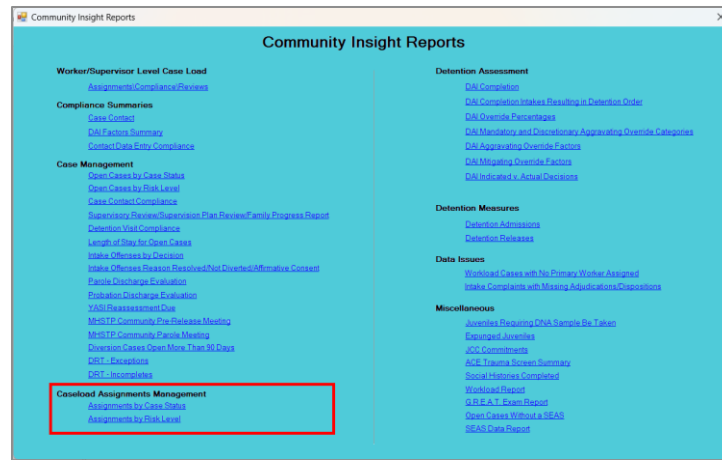 Community Insight Reports
Community Insight Reports
Worker/Supervisor Level Case Load
Assignments\Compliance\Reviews
Compliance Summaries
Case Contact
DAI Factors Summary
Contact Data Entry Compliance
Case Management
Open Cases by Case Status
Open Cases by Risk Level
Case Contact Compliance
Supervisory Review/Supervision Plan Review/Family Progress Report
Detention Visit Compliance
Length of Stay for Open Cases
Intake Offenses by Decision
Intake Offenses Reason Resolved/Not Diverted/Affirmative Consent
Parole Discharge Evaluation
Probation Discharge Evaluation
YASI Reassessment Due
MHSTP Community Pre-Release Meeting
MHSTP Community Parole Meeting
Diversion Cases Open More Than 90 Days
DRT - Exceptions
DRT - Incompletes
Caseload Assignments Management
Assignments by Case Status
Assignments by Risk Level
Detention Assessment
DAI Completion
DAI Completion Intakes Resulting in Detention Order
DAI Override Percentages
DAI Mandatory and Discretionary Aggravating Override Categories
DAI Aggravating Override Factors
DAI Mitigating Override Factors
DAI Indicated v. Actual Decisions
Detention Measures
Detention Admissions
Detention Releases
Data Issues
Workload Cases with No Primary Worker Assigned
Intake Complaints with Missing Adjudications/Dispositions
Miscellaneous
Juveniles Requiring DNA Sample Be Taken
Expunged Juveniles
JCC Commitments
ACE Trauma Screen Summary
Social Histories Completed
Workload Report
G.R.E.A.T. Exam Report
Open Cases Without a SEAS
SEAS Data Report